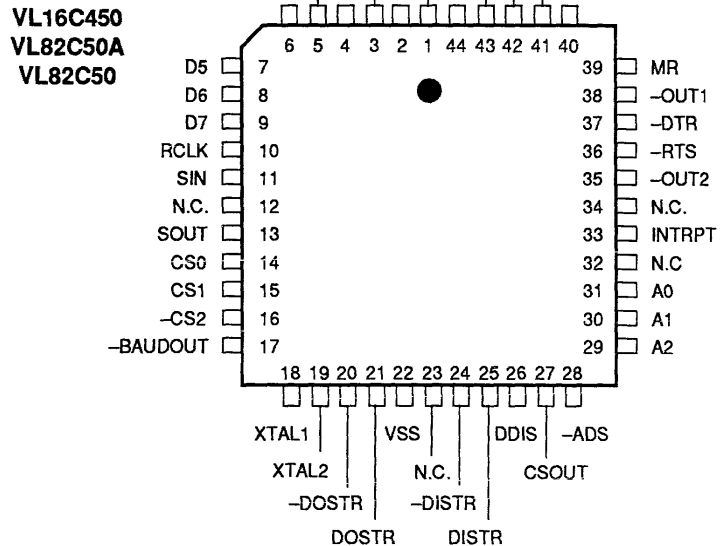 VL16C450
VL82C50A
VL82C50
6 5 4 3 2 1 44 43 42 41 40
D5 7 39 MR
D6 8 38 –OUT1
D7 9 37 –DTR
RCLK 10 36 –RTS
SIN 11 35 –OUT2
N.C. 12 34 N.C.
SOUT 13 33 INTRPT
CS0 14 32 N.C
CS1 15 31 A0
–CS2 16 30 A1
–BAUDOUT 17 29 A2
18 19 20 21 22 23 24 25 26 27 28
XTAL1 VSS DDIS –ADS
XTAL2 N.C. CSOUT
–DOSTR –DISTR
DOSTR DISTR